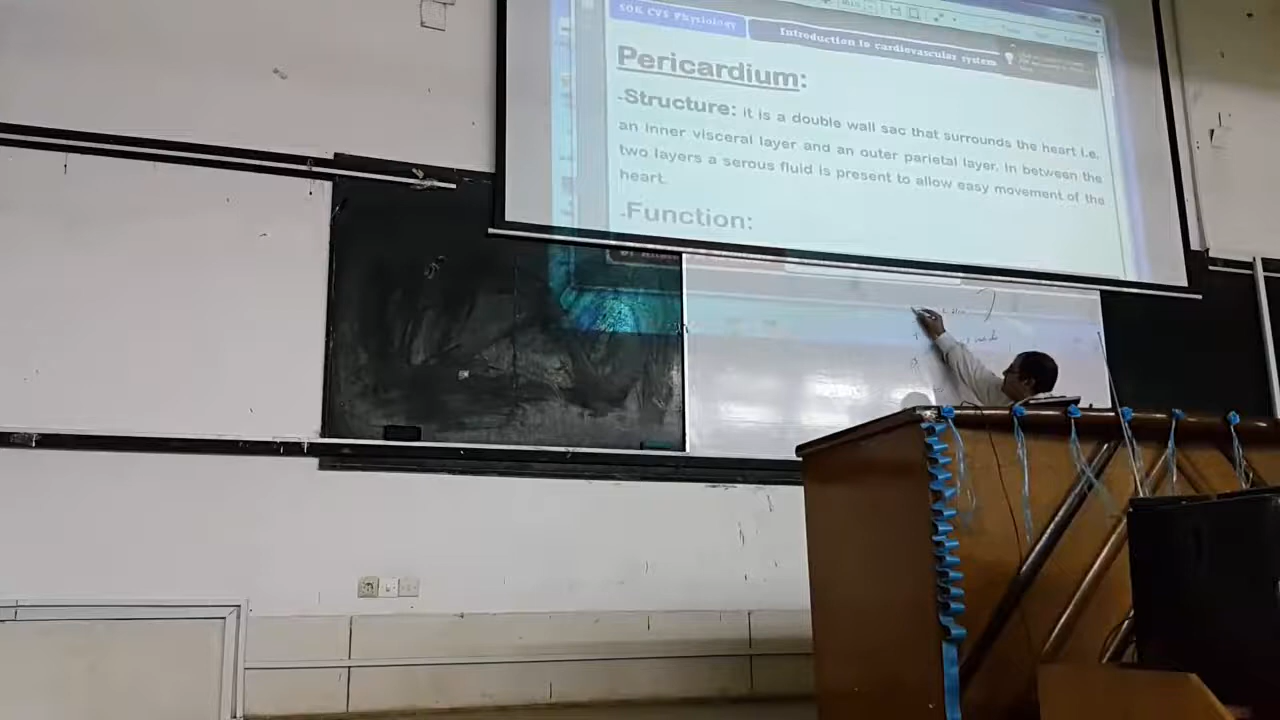 SOK CVS Physiology
Introduction to cardiovascular system
Pericardium:
-Structure: it is a double wall sac that surrounds the heart i.e.
an inner visceral layer and an outer parietal layer. In between the
two layers a serous fluid is present to allow easy movement of the
heart.
-Function: